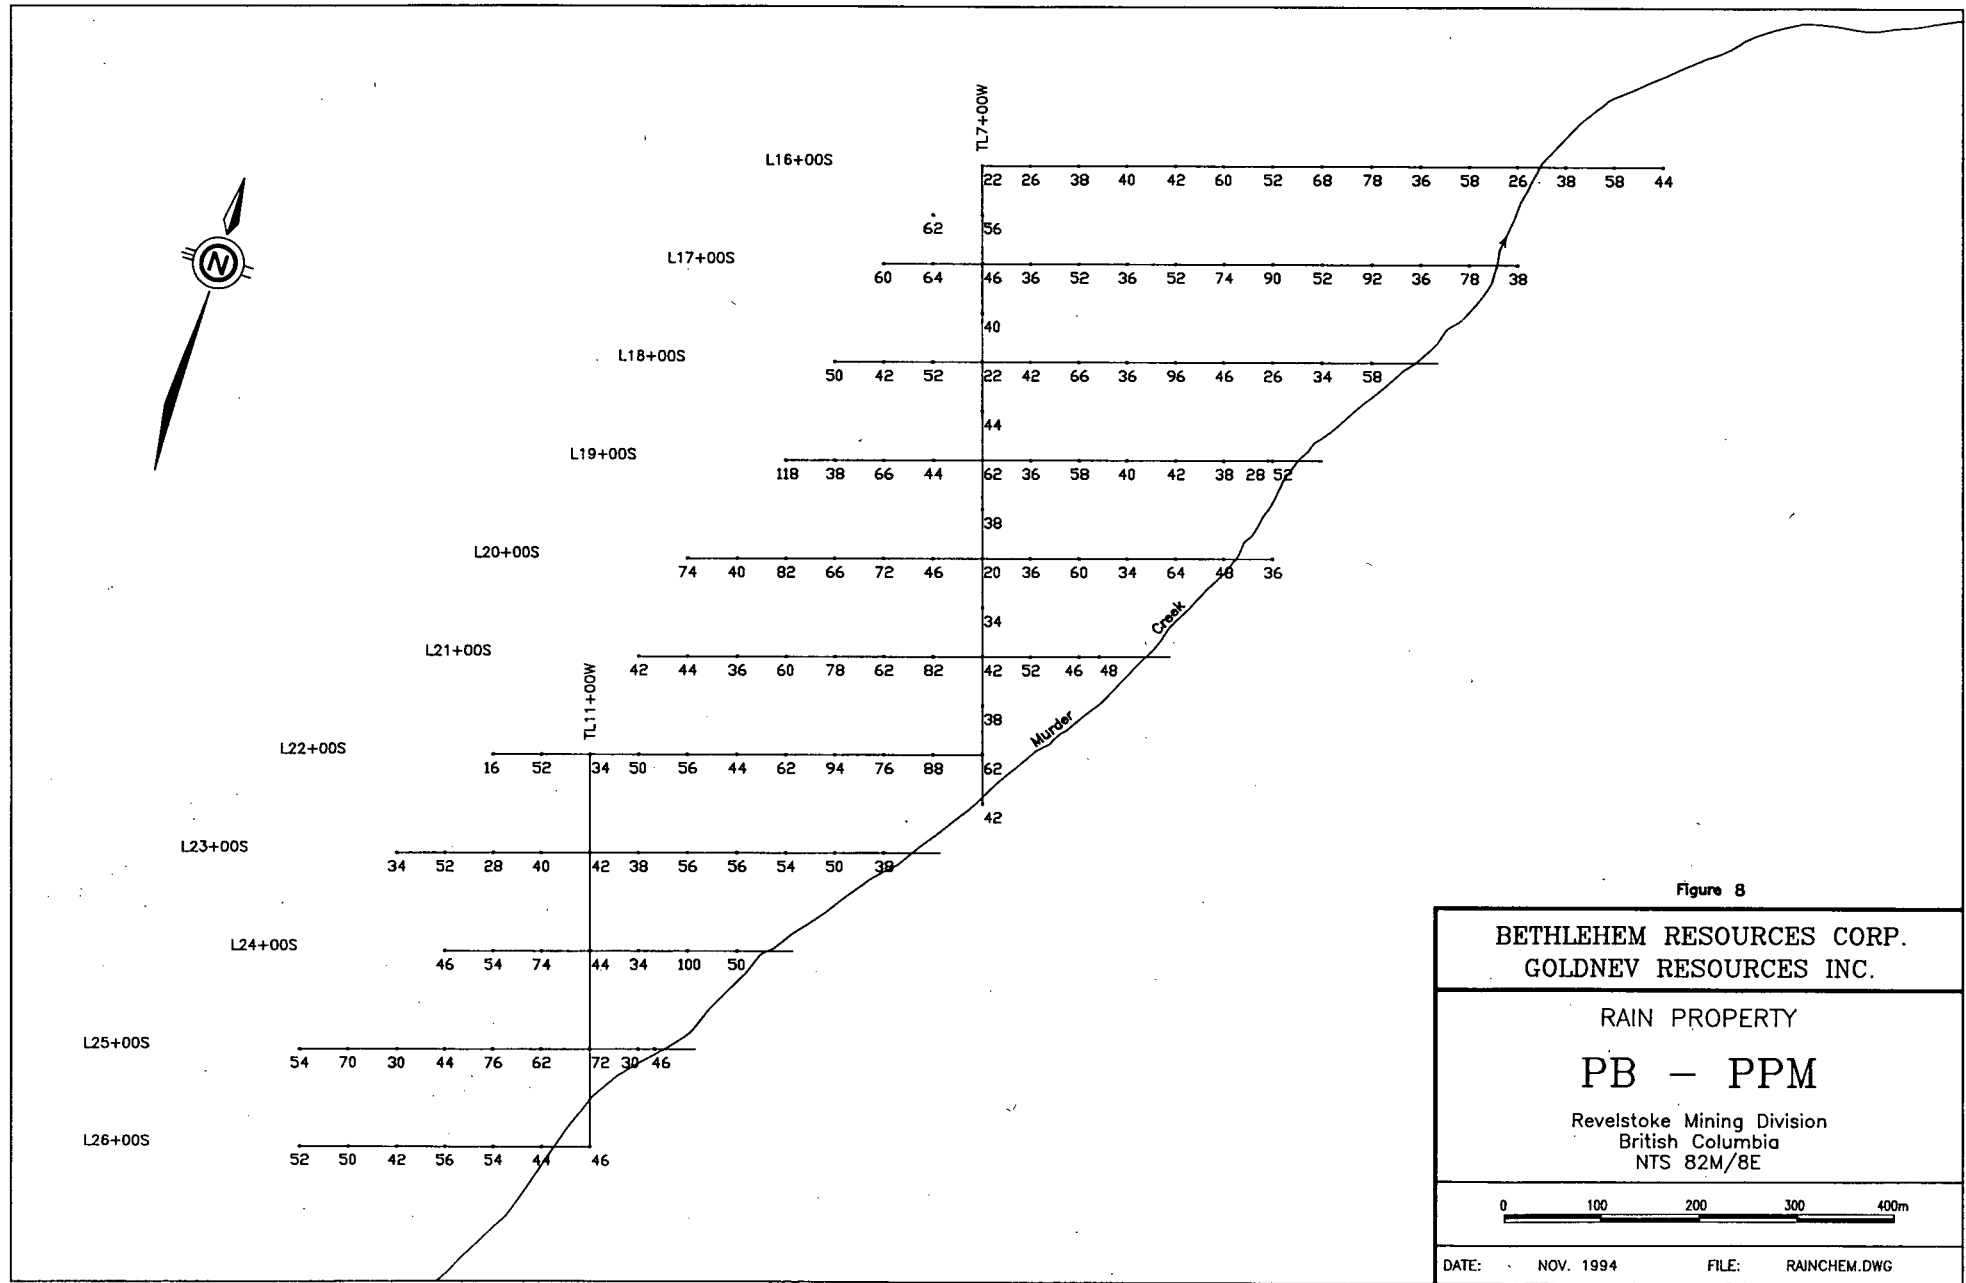 TL7+00W
L16+00S
22 26 38 40 42 60 52 68 78 36 58 26 38 58 44
62 56
L17+00S
60 64 46 36 52 36 52 74 90 52 92 36 78 38
40
L18+00S
50 42 52 22 42 66 36 96 46 26 34 58
44
L19+00S
118 38 66 44 62 36 58 40 42 38 28 52
38
L20+00S
74 40 82 66 72 46 20 36 60 34 64 48 36
34
Murder Creek
L21+00S
42 44 36 60 78 62 82 42 52 46 48
TL11+00W
38
L22+00S
16 52 34 50 56 44 62 94 76 88 62
42
L23+00S
34 52 28 40 42 38 56 56 54 50 38
L24+00S
46 54 74 44 34 100 50
L25+00S
54 70 30 44 76 62 72 30 46
L26+00S
52 50 42 56 54 44 46
N
Figure 8
BETHLEHEM RESOURCES CORP.
GOLDNEV RESOURCES INC.
RAIN PROPERTY
PB - PPM
Revelstoke Mining Division
British Columbia
NTS 82M/8E
0 100 200 300 400m
DATE: NOV. 1994 FILE: RAINCHEM.DWG